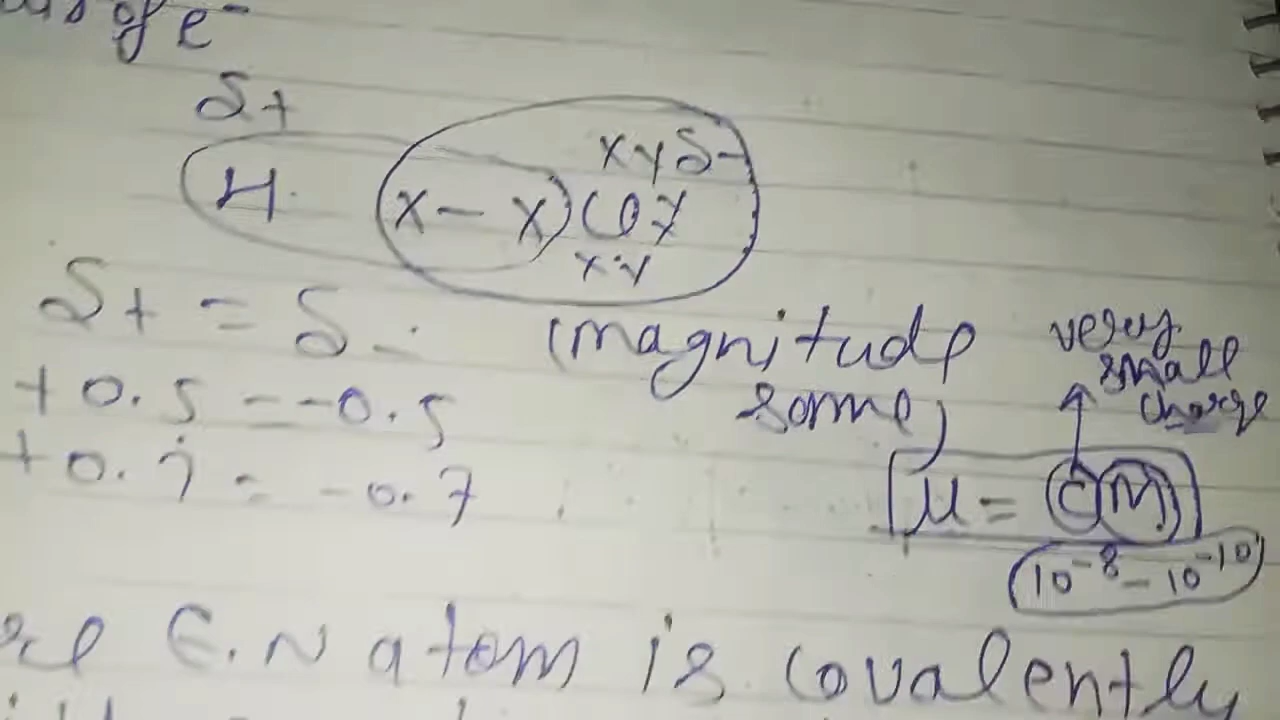 of e⁻
δ+
x y δ-
H. x - x Cl x
x y
δ+ = δ-
(magnitude same)
very small charge
+0.5 = -0.5
+0.7 = -0.7
μ = Cm
10⁻⁸ - 10⁻¹⁰
E.N atom is covalently